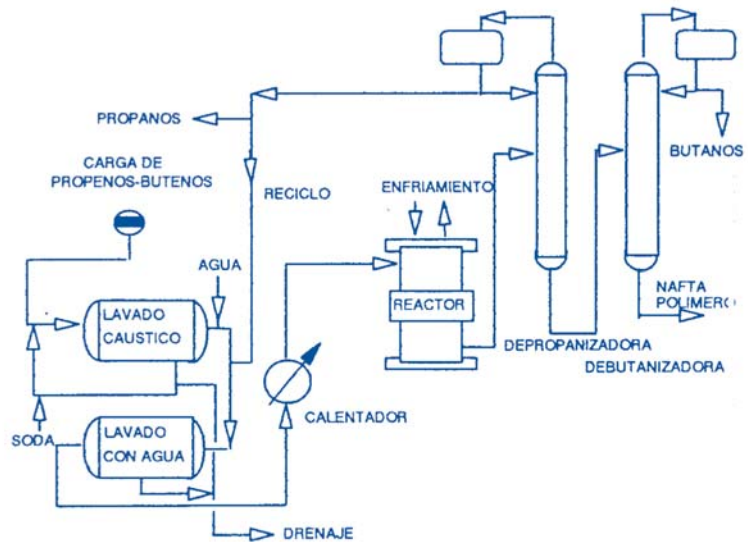 PROPANOS
BUTANOS
CARGA DE
PROPENOS-BUTENOS
RECICLO
ENFRIAMIENTO
AGUA
LAVADO
CAUSTICO
REACTOR
NAFTA
POLIMERO
DEPROPANIZADORA
DEBUTANIZADORA
CALENTADOR
SODA
LAVADO
CON AGUA
DRENAJE